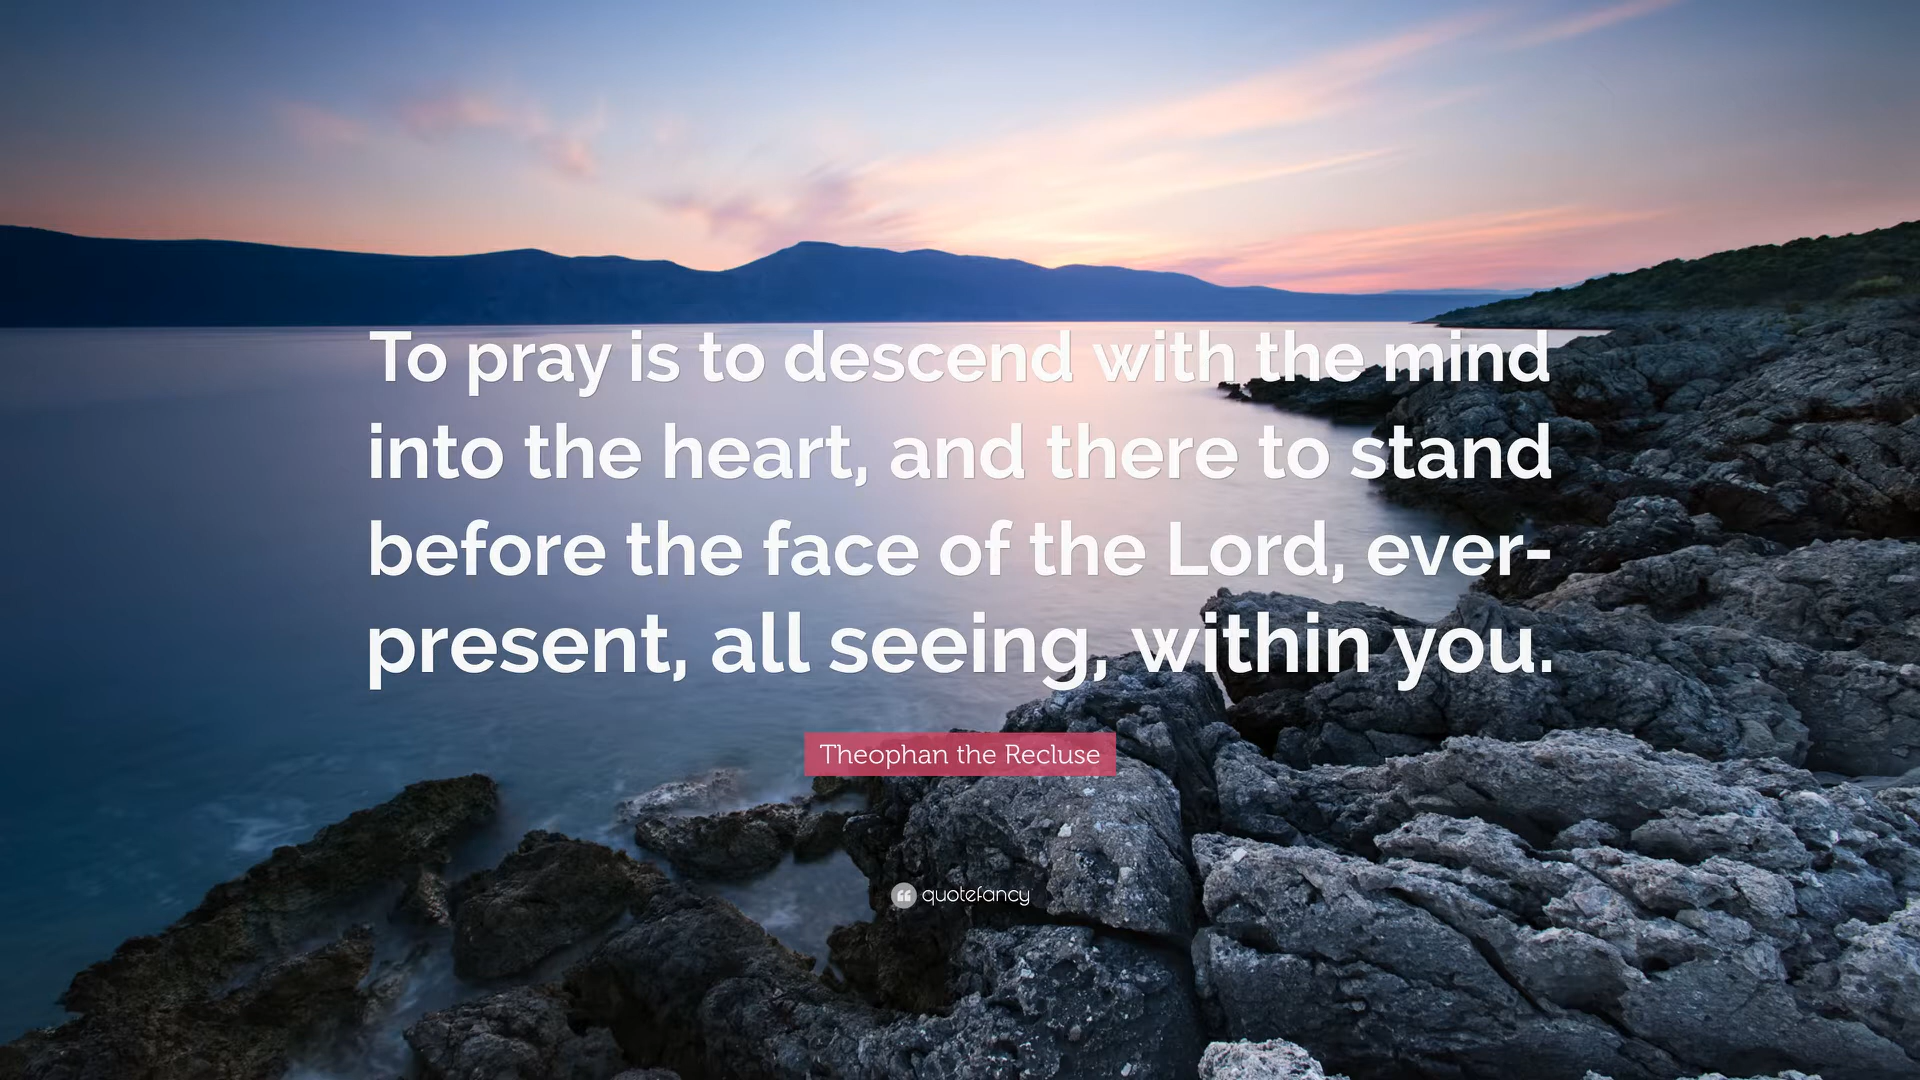 To pray is to descend with the mind
into the heart, and there to stand
before the face of the Lord, ever-
present, all seeing, within you.
Theophan the Recluse
quotefancy